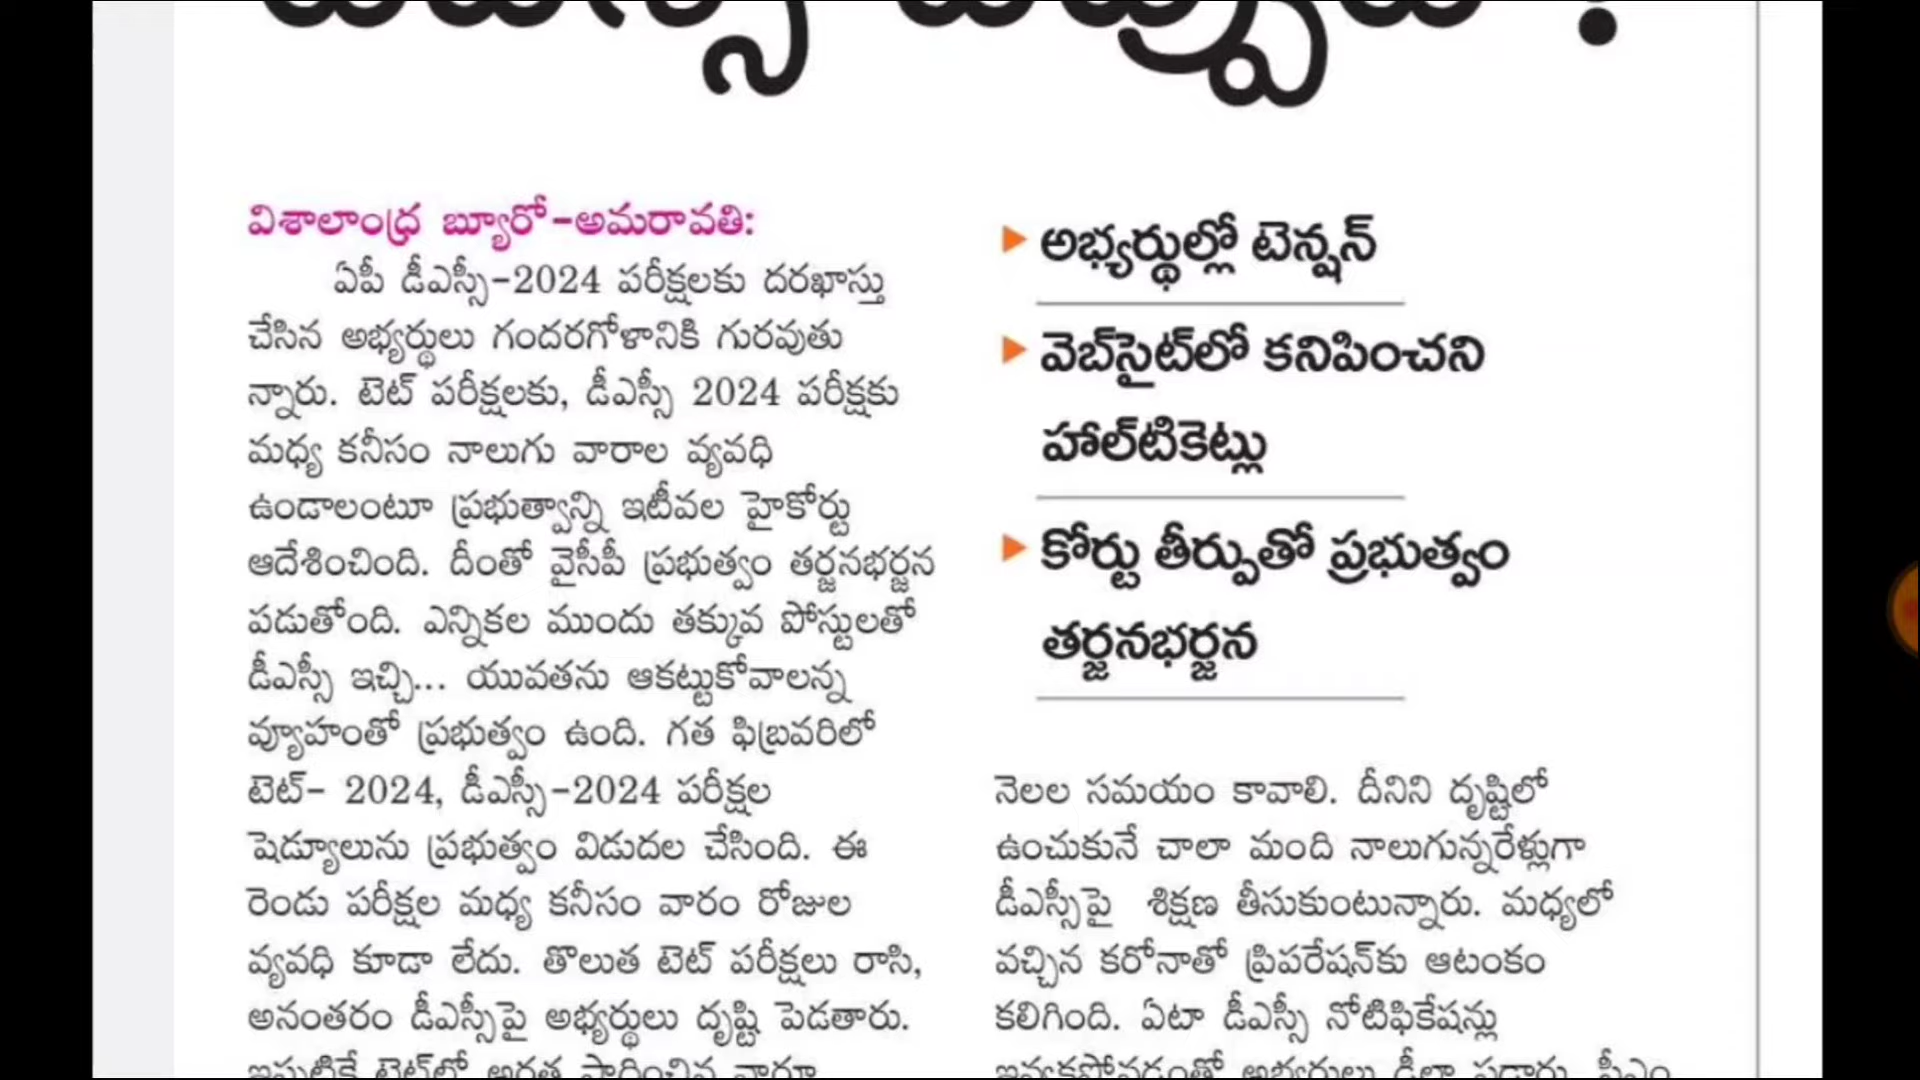 విశాలాంధ్ర బ్యూరో-అమరావతి:
ఏపీ డీఎస్సీ-2024 పరీక్షలకు దరఖాస్తు
చేసిన అభ్యర్థులు గందరగోళానికి గురవుతు
న్నారు. టెట్ పరీక్షలకు, డీఎస్సీ 2024 పరీక్షకు
మధ్య కనీసం నాలుగు వారాల వ్యవధి
ఉండాలంటూ ప్రభుత్వాన్ని ఇటీవల హైకోర్టు
ఆదేశించింది. దీంతో వైసీపీ ప్రభుత్వం తర్జనభర్జన
పడుతోంది. ఎన్నికల ముందు తక్కువ పోస్టులతో
డీఎస్సీ ఇచ్చి... యువతను ఆకట్టుకోవాలన్న
వ్యూహంతో ప్రభుత్వం ఉంది. గత ఫిబ్రవరిలో
టెట్- 2024, డీఎస్సీ-2024 పరీక్షల
షెడ్యూలును ప్రభుత్వం విడుదల చేసింది. ఈ
రెండు పరీక్షల మధ్య కనీసం వారం రోజుల
వ్యవధి కూడా లేదు. తొలుత టెట్ పరీక్షలు రాసి,
అనంతరం డీఎస్సీపై అభ్యర్థులు దృష్టి పెడతారు.
అభ్యర్థుల్లో టెన్షన్
వెబ్‌సైట్‌లో కనిపించని
హాల్‌టికెట్లు
కోర్టు తీర్పుతో ప్రభుత్వం
తర్జనభర్జన
నెలల సమయం కావాలి. దీనిని దృష్టిలో
ఉంచుకునే చాలా మంది నాలుగున్నరేళ్లుగా
డీఎస్సీపై శిక్షణ తీసుకుంటున్నారు. మధ్యలో
వచ్చిన కరోనాతో ప్రిపరేషన్‌కు ఆటంకం
కలిగింది. ఏటా డీఎస్సీ నోటిఫికేషన్లు